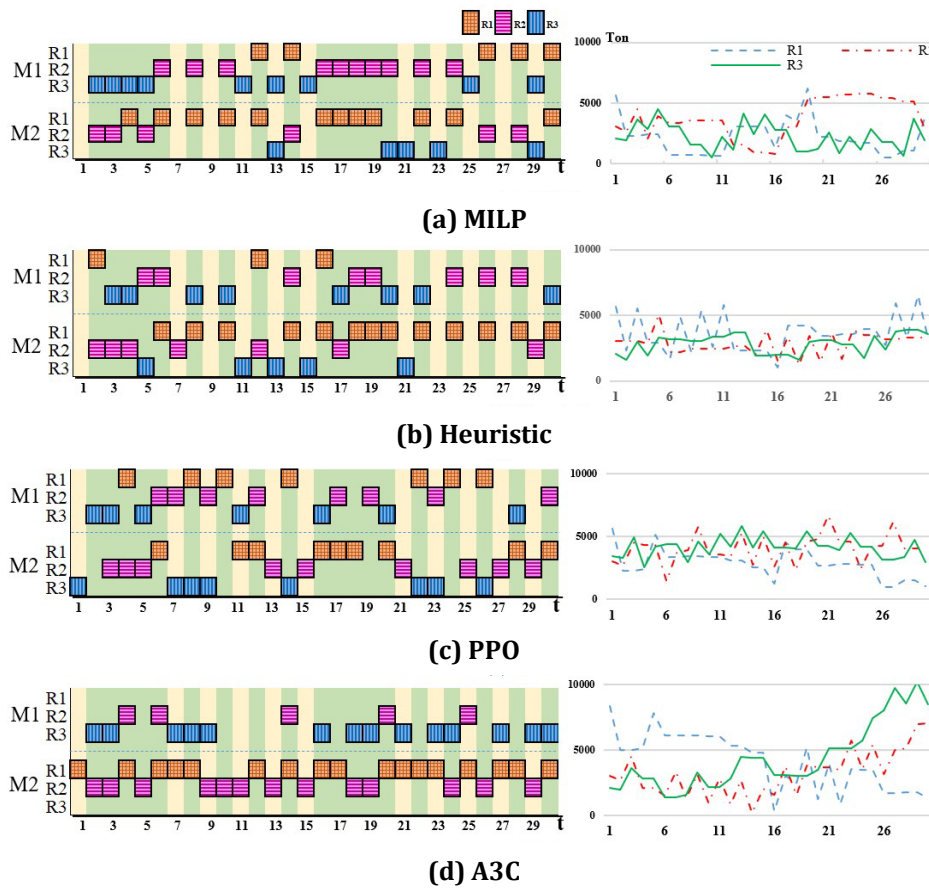 R1 R2 R3
M1 R1 R2 R3
M2 R1 R2 R3
1 3 5 7 9 11 13 15 17 19 21 23 25 27 29 t
10000 Ton R1 R
R3
5000
0
1 6 11 16 21 26
(a) MILP
M1 R1 R2 R3
M2 R1 R2 R3
1 3 5 7 9 11 13 15 17 19 21 23 25 27 29 t
10000
5000
0
1 6 11 16 21 26
(b) Heuristic
M1 R1 R2 R3
M2 R1 R2 R3
1 3 5 7 9 11 13 15 17 19 21 23 25 27 29 t
10000
5000
0
1 6 11 16 21 26
(c) PPO
M1 R1 R2 R3
M2 R1 R2 R3
1 3 5 7 9 11 13 15 17 19 21 23 25 27 29 t
10000
5000
0
1 6 11 16 21 26
(d) A3C